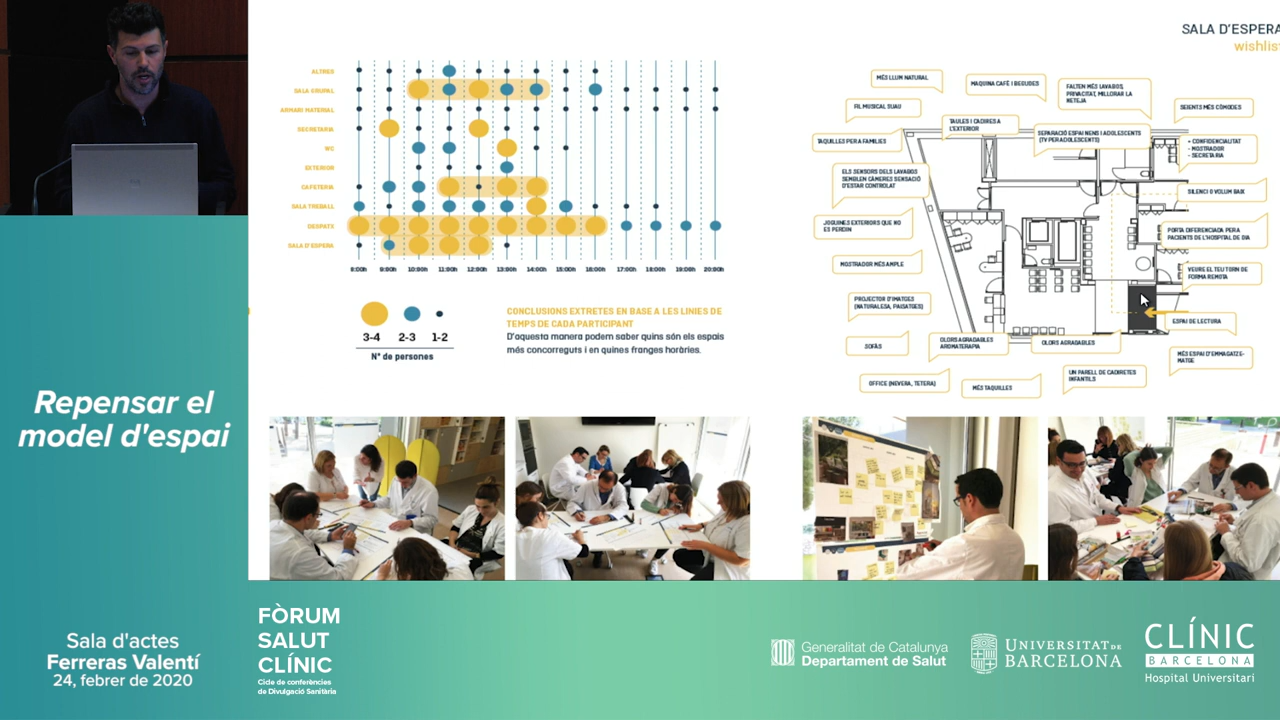 SALA D'ESPERA
wishlist
ALTRES
SALA GRUPAL
ARMARI MATERIAL
SECRETARIA
WC
EXTERIOR
CAFETERIA
SALA TREBALL
DESPATX
SALA D'ESPERA
8:00h 9:00h 10:00h 11:00h 12:00h 13:00h 14:00h 15:00h 16:00h 17:00h 18:00h 19:00h 20:00h
3-4 2-3 1-2
Nº de persones
CONCLUSIONS EXTRETES EN BASE A LES LINIES DE
TEMPS DE CADA PARTICIPANT
D'aquesta manera podem saber quins són els espais
més concorreguts i en quines franges horàries.
MÉS LLUM NATURAL
MAQUINA CAFÈ I BEGUDES
FALTEN MÉS LAVABOS,
PRIVACITAT, MILLORAR LA
NETEJA
SEIENTS MÉS CÒMODES
FIL MUSICAL SUAU
TAULES I CADIRES A
L'EXTERIOR
TAQUILLES PER A FAMILIES
SEPARACIÓ ESPAI NENS I ADOLESCENTS
(TV PER ADOLESCENTS)
+ CONFIDENCIALITAT
- MOSTRADOR
- SECRETARIA
ELS SENSORS DELS LAVABOS
SEMBLEN CÀMERES SENSACIÓ
D'ESTAR CONTROLAT
SILENCI O VOLUM BAIX
JOGUINES EXTERIORS QUE NO
ES PERDIN
PORTA DIFERENCIADA PER A
PACIENTS DE L'HOSPITAL DE DIA
MOSTRADOR MÉS AMPLE
VEURE EL TEU TORN DE
FORMA REMOTA
PROJECTOR D'IMATGES
(NATURALESA, PAISATGES)
ESPAI DE LECTURA
SOFÀS
OLORS AGRADABLES
AROMATERAPIA
OLORS AGRADABLES
MÉS ESPAI D'EMMAGATZE-
MATGE
OFFICE (NEVERA, TETERA)
MÉS TAQUILLES
UN PARELL DE CADIRETES
INFANTILS
Repensar el
model d'espai
Sala d'actes
Ferreras Valentí
24, febrer de 2020
FÒRUM
SALUT
CLÍNIC
Cicle de conferències
de Divulgació Sanitària
Generalitat de Catalunya
Departament de Salut
UNIVERSITAT DE
BARCELONA
CLÍNIC
BARCELONA
Hospital Universitari